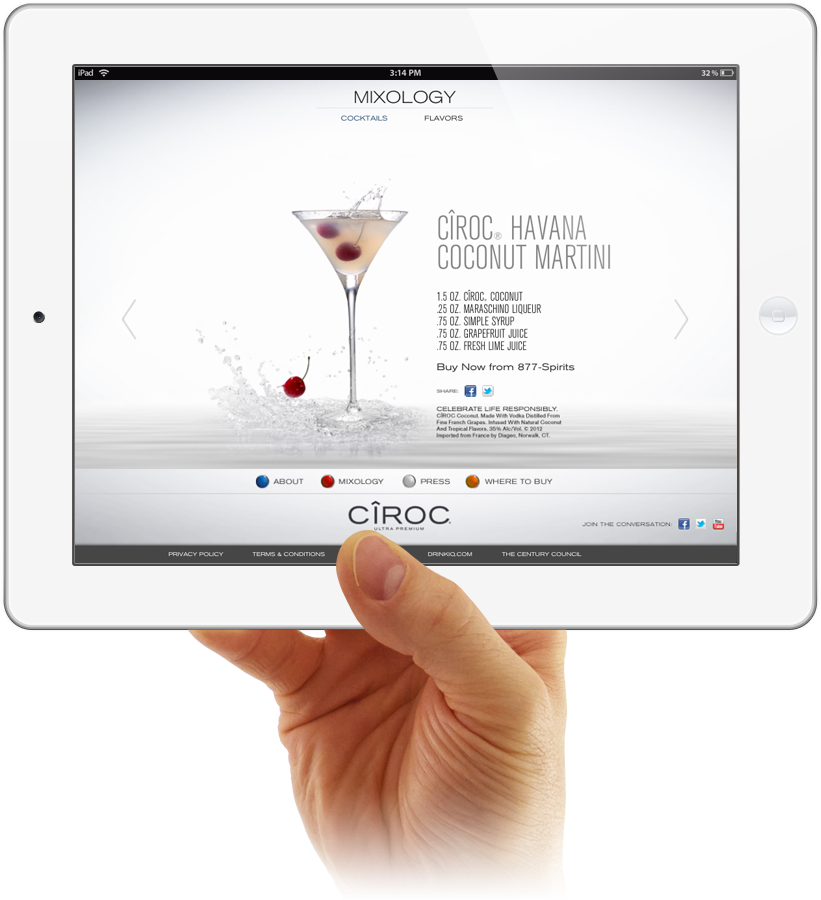 iPad 3:14 PM 32%
MIXOLOGY
COCKTAILS FLAVORS
CÎROC® HAVANA
COCONUT MARTINI
1.5 OZ. CÎROC, COCONUT
.25 OZ. MARASCHINO LIQUEUR
.75 OZ. SIMPLE SYRUP
.75 OZ. GRAPEFRUIT JUICE
.75 OZ. FRESH LIME JUICE
Buy Now from 877-Spirits
SHARE:
CELEBRATE LIFE RESPONSIBLY.
CÎROC Coconut. Made With Vodka Distilled From
Fine French Grapes. Infused With Natural Coconut
And Tropical Flavors. 35% Alc/Vol. © 2012
Imported from France by Diageo, Norwalk, CT.
ABOUT MIXOLOGY PRESS WHERE TO BUY
CÎROC
ULTRA PREMIUM
JOIN THE CONVERSATION: You Tube
PRIVACY POLICY TERMS & CONDITIONS DRINKIQ.COM THE CENTURY COUNCIL